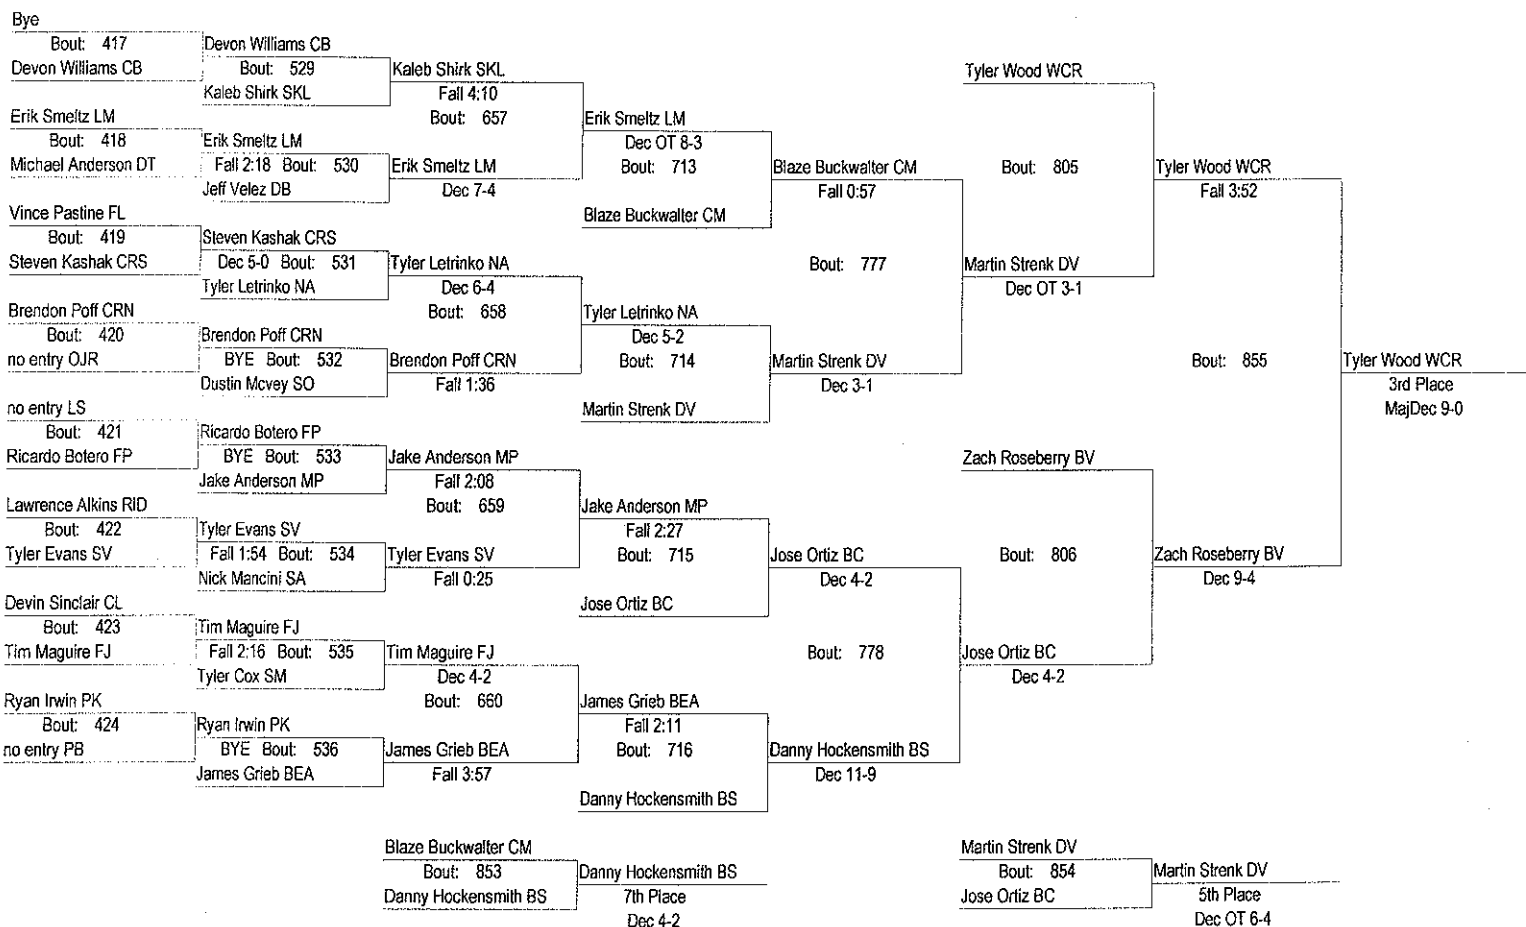 Bye
Bout: 417
Devon Williams CB
Erik Smeltz LM
Bout: 418
Michael Anderson DT
Vince Pastine FL
Bout: 419
Steven Kashak CRS
Brendon Poff CRN
Bout: 420
no entry OJR
no entry LS
Bout: 421
Ricardo Botero FP
Lawrence Alkins RID
Bout: 422
Tyler Evans SV
Devin Sinclair CL
Bout: 423
Tim Maguire FJ
Ryan Irwin PK
Bout: 424
no entry PB
Devon Williams CB
Bout: 529
Kaleb Shirk SKL
Erik Smeltz LM
Fall 2:18 Bout: 530
Jeff Velez DB
Steven Kashak CRS
Dec 5-0 Bout: 531
Tyler Letrinko NA
Brendon Poff CRN
BYE Bout: 532
Dustin Mcvey SO
Ricardo Botero FP
BYE Bout: 533
Jake Anderson MP
Tyler Evans SV
Fall 1:54 Bout: 534
Nick Mancini SA
Tim Maguire FJ
Fall 2:16 Bout: 535
Tyler Cox SM
Ryan Irwin PK
BYE Bout: 536
James Grieb BEA
Kaleb Shirk SKL
Fall 4:10
Bout: 657
Erik Smeltz LM
Dec 7-4
Tyler Letrinko NA
Dec 6-4
Bout: 658
Brendon Poff CRN
Fall 1:36
Jake Anderson MP
Fall 2:08
Bout: 659
Tyler Evans SV
Fall 0:25
Tim Maguire FJ
Dec 4-2
Bout: 660
James Grieb BEA
Fall 3:57
Erik Smeltz LM
Dec OT 8-3
Bout: 713
Blaze Buckwalter CM
Tyler Letrinko NA
Dec 5-2
Bout: 714
Martin Strenk DV
Jake Anderson MP
Fall 2:27
Bout: 715
Jose Ortiz BC
James Grieb BEA
Fall 2:11
Bout: 716
Danny Hockensmith BS
Blaze Buckwalter CM
Fall 0:57
Bout: 777
Martin Strenk DV
Dec 3-1
Jose Ortiz BC
Dec 4-2
Bout: 778
Danny Hockensmith BS
Dec 11-9
Tyler Wood WCR
Bout: 805
Martin Strenk DV
Dec OT 3-1
Zach Roseberry BV
Bout: 806
Jose Ortiz BC
Dec 4-2
Tyler Wood WCR
Fall 3:52
Bout: 855
Zach Roseberry BV
Dec 9-4
Tyler Wood WCR
3rd Place
MajDec 9-0
Blaze Buckwalter CM
Bout: 853
Danny Hockensmith BS
Danny Hockensmith BS
7th Place
Dec 4-2
Martin Strenk DV
Bout: 854
Jose Ortiz BC
Martin Strenk DV
5th Place
Dec OT 6-4